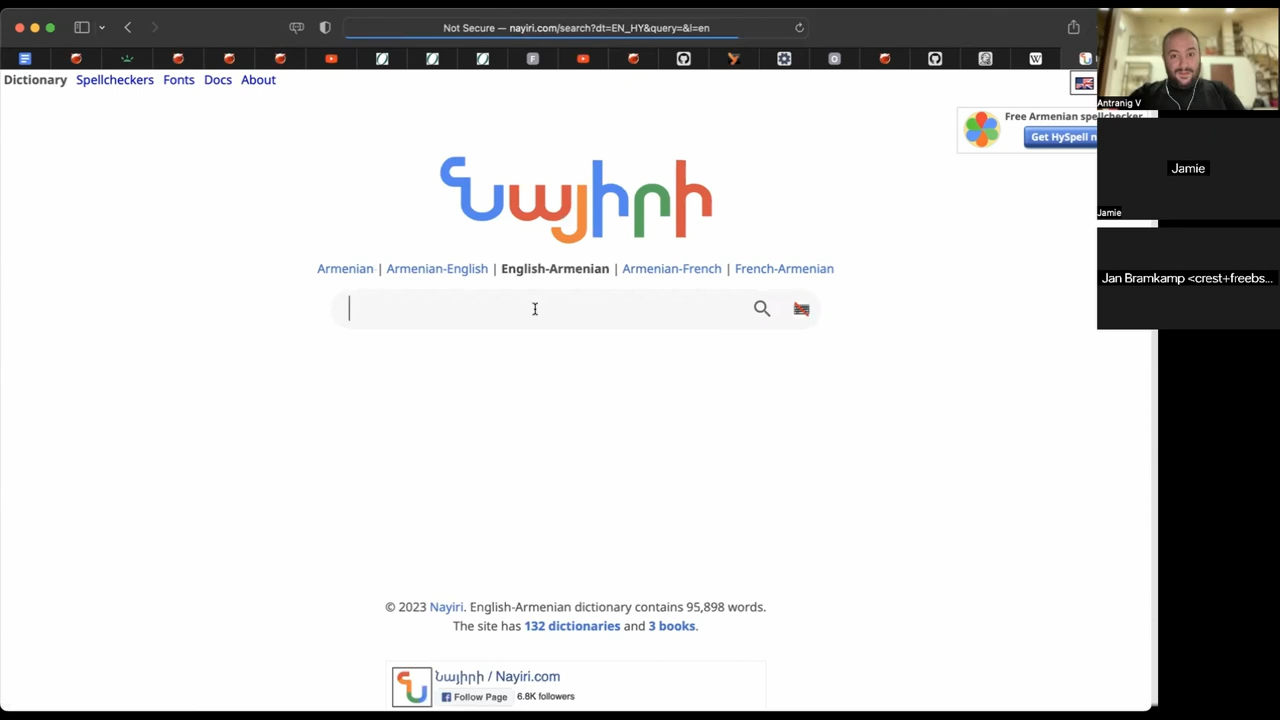 Not Secure — nayiri.com/search?dt=EN_HY&query=&l=en
Dictionary Spellcheckers Fonts Docs About
Free Armenian spellchecker
Get HySpell n
Նայիրի
Armenian | Armenian-English | English-Armenian | Armenian-French | French-Armenian
© 2023 Nayiri. English-Armenian dictionary contains 95,898 words.
The site has 132 dictionaries and 3 books.
Նայիրի / Nayiri.com
Follow Page 6.8K followers
Antranig V
Jamie
Jamie
Jan Bramkamp <crest+freebs...